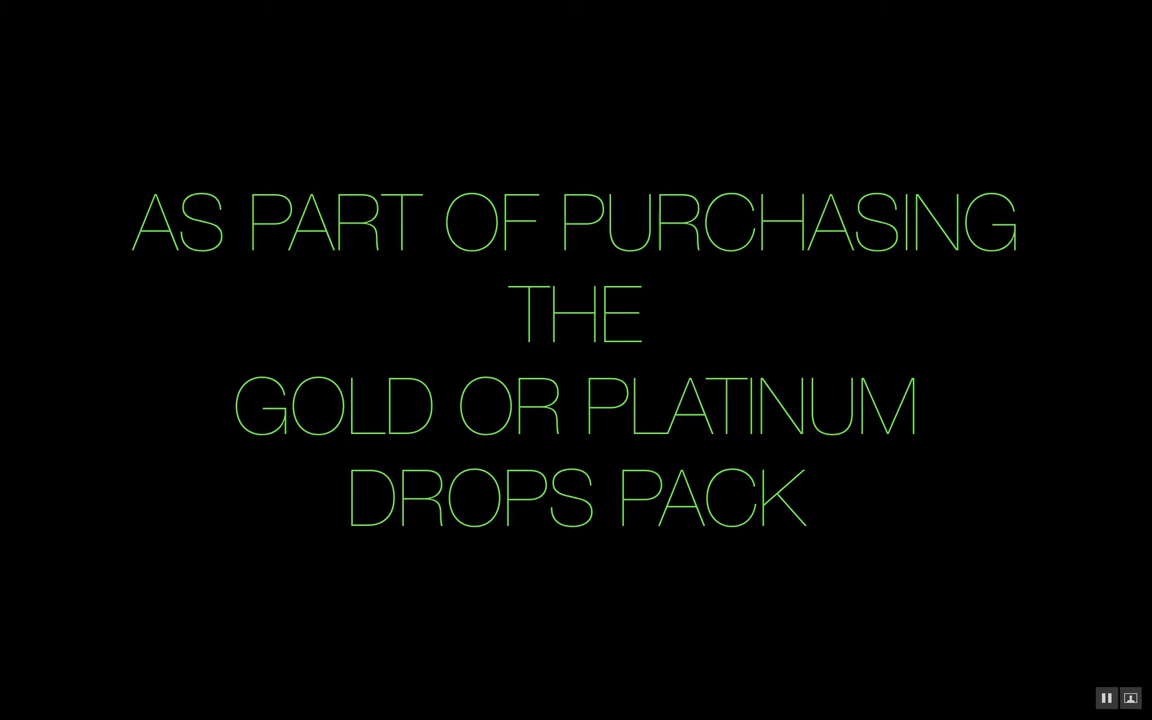 AS PART OF PURCHASING
THE
GOLD OR PLATINUM
DROPS PACK